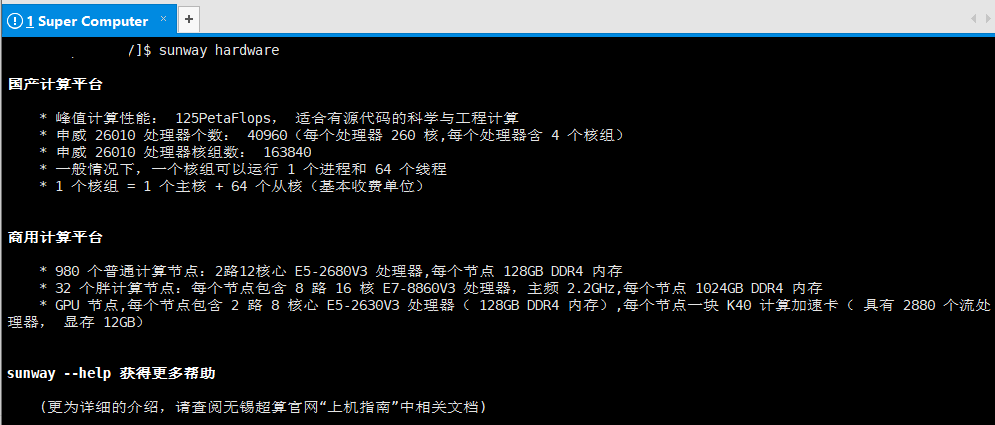 1 Super Computer × +
/]$ sunway hardware
国产计算平台
* 峰值计算性能： 125PetaFlops， 适合有源代码的科学与工程计算
* 申威 26010 处理器个数： 40960（每个处理器 260 核,每个处理器含 4 个核组）
* 申威 26010 处理器核组数： 163840
* 一般情况下，一个核组可以运行 1 个进程和 64 个线程
* 1 个核组 = 1 个主核 + 64 个从核（基本收费单位）
商用计算平台
* 980 个普通计算节点：2路12核心 E5-2680V3 处理器,每个节点 128GB DDR4 内存
* 32 个胖计算节点：每个节点包含 8 路 16 核 E7-8860V3 处理器，主频 2.2GHz,每个节点 1024GB DDR4 内存
* GPU 节点,每个节点包含 2 路 8 核心 E5-2630V3 处理器（ 128GB DDR4 内存）,每个节点一块 K40 计算加速卡（ 具有 2880 个流处
理器， 显存 12GB）
sunway --help 获得更多帮助
(更为详细的介绍，请查阅无锡超算官网“上机指南”中相关文档)